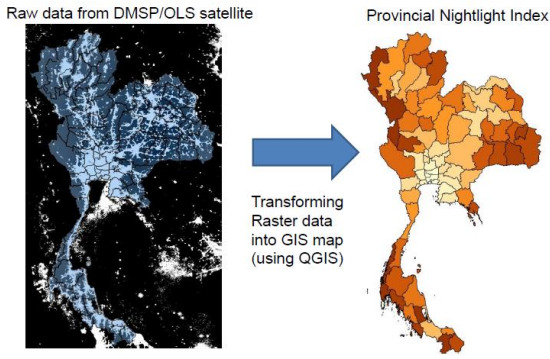 Raw data from DMSP/OLS satellite
Provincial Nightlight Index
Transforming
Raster data
into GIS map
(using QGIS)